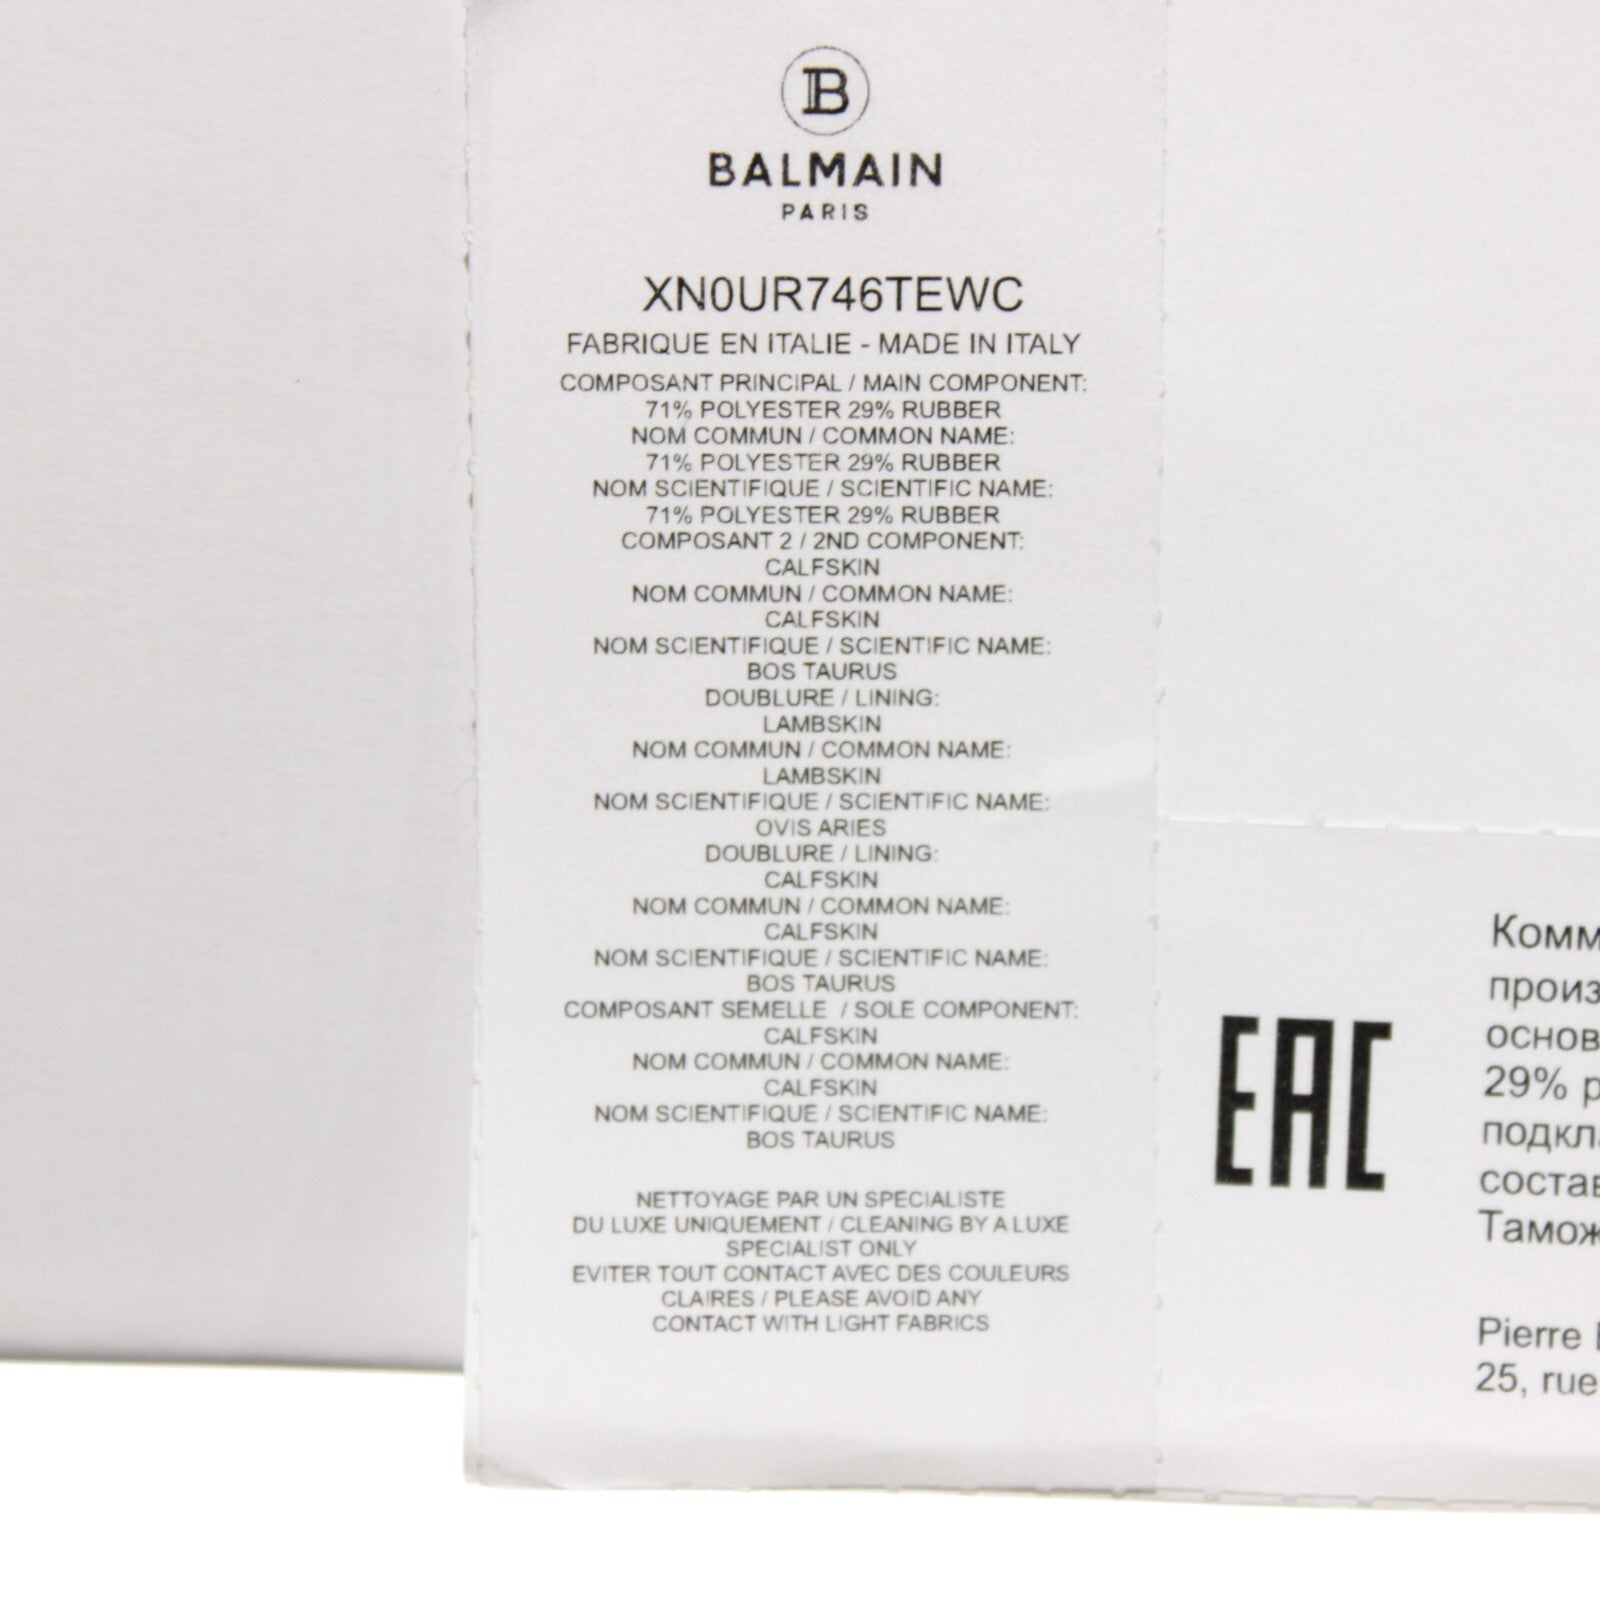 B
BALMAIN
PARIS
XN0UR746TEWC
FABRIQUE EN ITALIE - MADE IN ITALY
COMPOSANT PRINCIPAL / MAIN COMPONENT:
71% POLYESTER 29% RUBBER
NOM COMMUN / COMMON NAME:
71% POLYESTER 29% RUBBER
NOM SCIENTIFIQUE / SCIENTIFIC NAME:
71% POLYESTER 29% RUBBER
COMPOSANT 2 / 2ND COMPONENT:
CALFSKIN
NOM COMMUN / COMMON NAME:
CALFSKIN
NOM SCIENTIFIQUE / SCIENTIFIC NAME:
BOS TAURUS
DOUBLURE / LINING:
LAMBSKIN
NOM COMMUN / COMMON NAME:
LAMBSKIN
NOM SCIENTIFIQUE / SCIENTIFIC NAME:
OVIS ARIES
DOUBLURE / LINING:
CALFSKIN
NOM COMMUN / COMMON NAME:
CALFSKIN
NOM SCIENTIFIQUE / SCIENTIFIC NAME:
BOS TAURUS
COMPOSANT SEMELLE / SOLE COMPONENT:
CALFSKIN
NOM COMMUN / COMMON NAME:
CALFSKIN
NOM SCIENTIFIQUE / SCIENTIFIC NAME:
BOS TAURUS
NETTOYAGE PAR UN SPECIALISTE
DU LUXE UNIQUEMENT / CLEANING BY A LUXE
SPECIALIST ONLY
EVITER TOUT CONTACT AVEC DES COULEURS
CLAIRES / PLEASE AVOID ANY
CONTACT WITH LIGHT FABRICS
EAC
29%
Pierre
25, rue